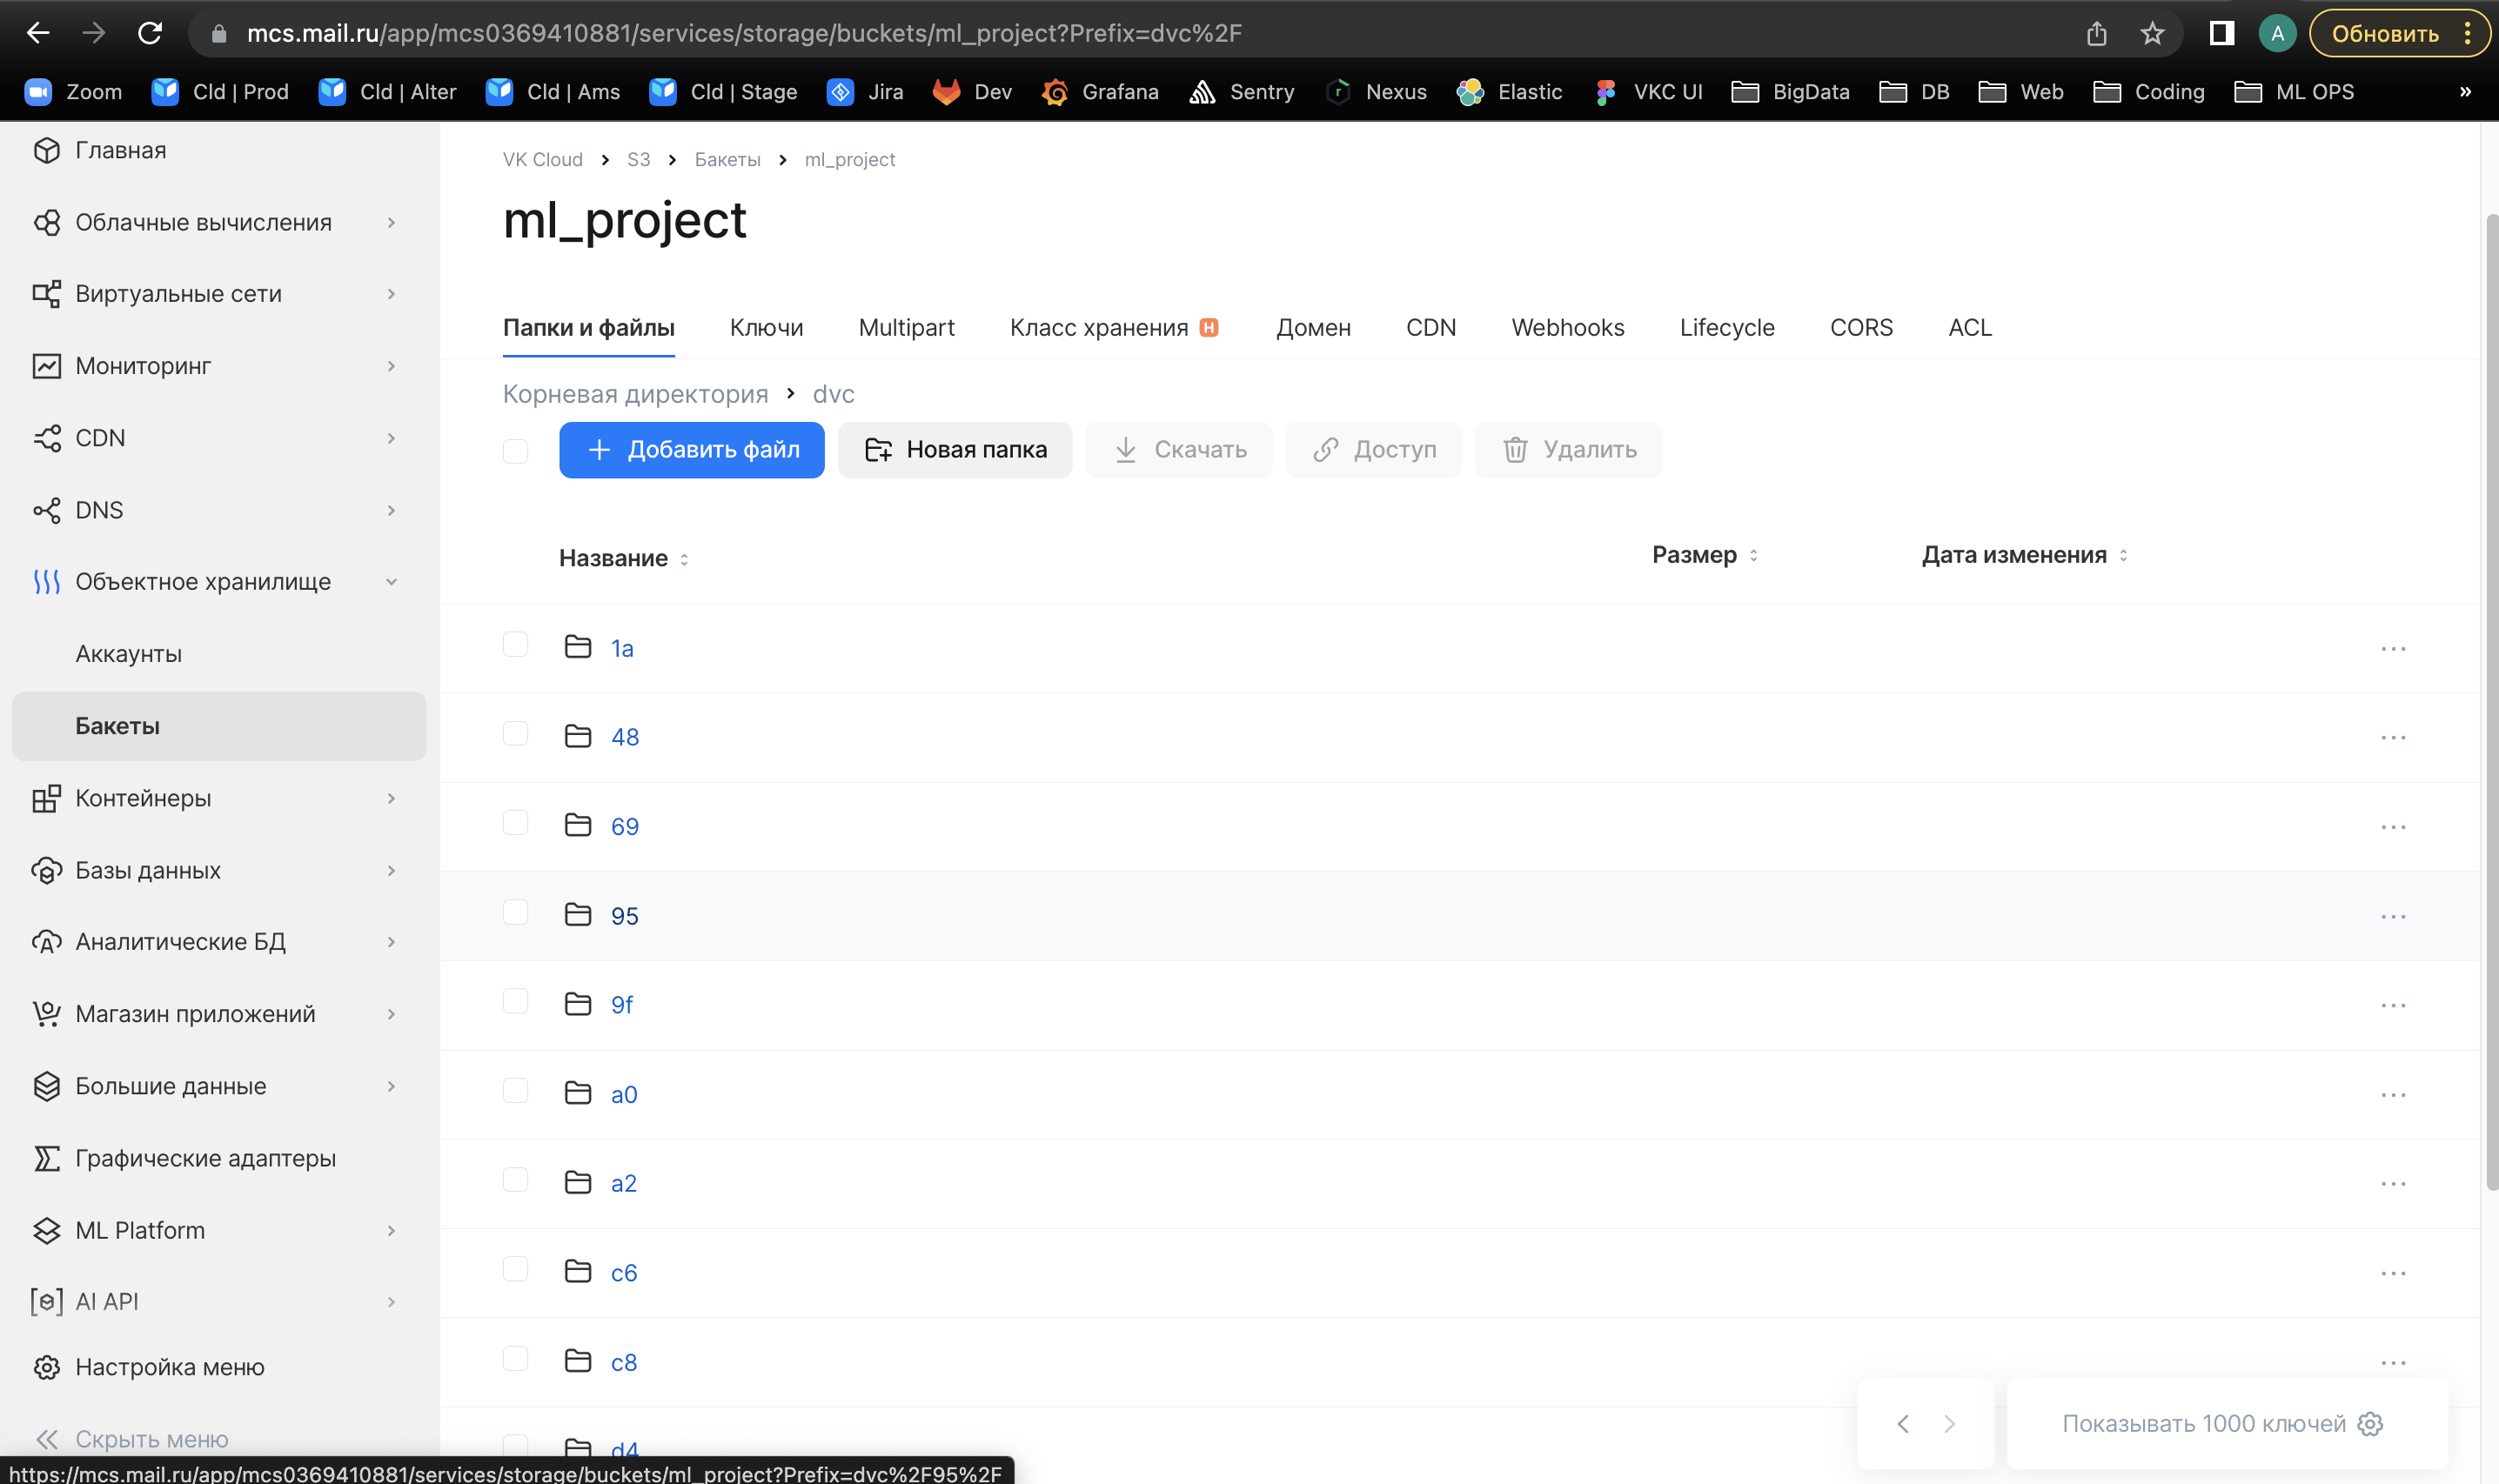 mcs.mail.ru/app/mcs0369410881/services/storage/buckets/ml_project?Prefix=dvc%2F
A
Обновить
Zoom
Cld | Prod
Cld | Alter
Cld | Ams
Cld | Stage
Jira
Dev
Grafana
Sentry
Nexus
Elastic
VKC UI
BigData
DB
Web
Coding
ML OPS
»
Главная
Облачные вычисления
Виртуальные сети
Мониторинг
CDN
DNS
Объектное хранилище
Аккаунты
Бакеты
Контейнеры
Базы данных
Аналитические БД
Магазин приложений
Большие данные
Графические адаптеры
ML Platform
AI API
Настройка меню
Скрыть меню
VK Cloud > S3 > Бакеты > ml_project
ml_project
Папки и файлы
Ключи
Multipart
Класс хранения Н
Домен
CDN
Webhooks
Lifecycle
CORS
ACL
Корневая директория > dvc
Добавить файл
Новая папка
Скачать
Доступ
Удалить
Название
Размер
Дата изменения
1a
48
69
95
9f
a0
a2
c6
c8
d4
Показывать 1000 ключей
https://mcs.mail.ru/app/mcs0369410881/services/storage/buckets/ml_project?Prefix=dvc%2F95%2F